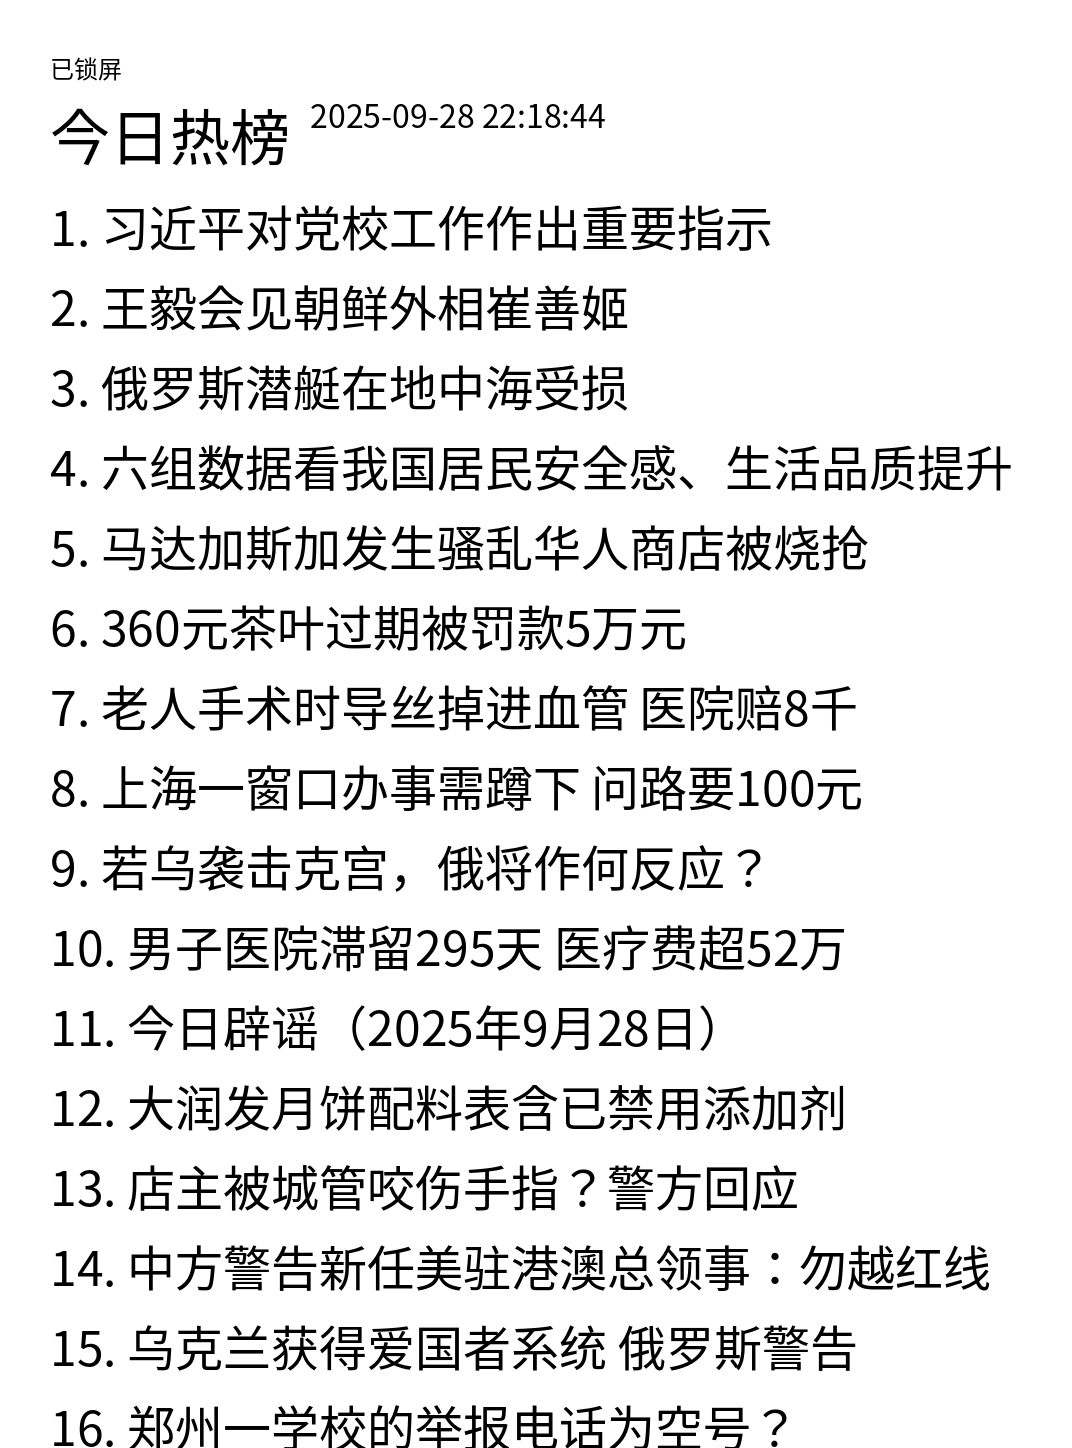 已锁屏
今日热榜 2025-09-28 22:18:44
1. 习近平对党校工作作出重要指示
2. 王毅会见朝鲜外相崔善姬
3. 俄罗斯潜艇在地中海受损
4. 六组数据看我国居民安全感、生活品质提升
5. 马达加斯加发生骚乱华人商店被烧抢
6. 360元茶叶过期被罚款5万元
7. 老人手术时导丝掉进血管 医院赔8千
8. 上海一窗口办事需蹲下 问路要100元
9. 若乌袭击克宫，俄将作何反应？
10. 男子医院滞留295天 医疗费超52万
11. 今日辟谣（2025年9月28日）
12. 大润发月饼配料表含已禁用添加剂
13. 店主被城管咬伤手指？警方回应
14. 中方警告新任美驻港澳总领事：勿越红线
15. 乌克兰获得爱国者系统 俄罗斯警告
16. 郑州一学校的举报电话为空号？